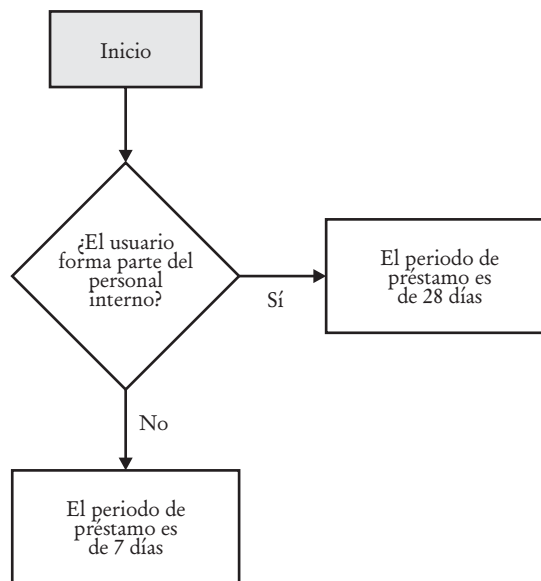 Inicio
¿El usuario
forma parte del
personal
interno?
Sí
El periodo de
préstamo es
de 28 días
No
El periodo de
préstamo es
de 7 días